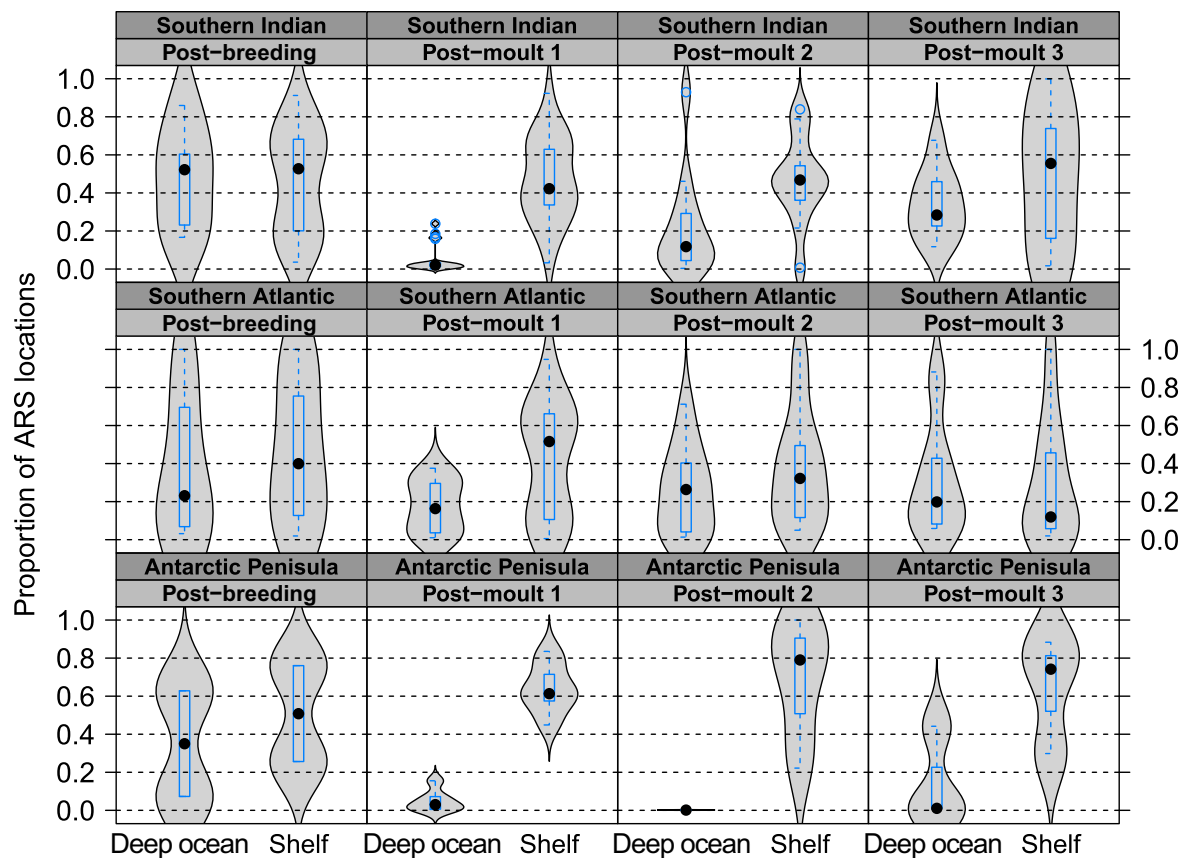 Southern Indian Southern Indian Southern Indian Southern Indian
Post−breeding Post−moult 1 Post−moult 2 Post−moult 3
1.0
0.8
0.6
0.4
0.2
0.0
Southern Atlantic Southern Atlantic Southern Atlantic Southern Atlantic
Post−breeding Post−moult 1 Post−moult 2 Post−moult 3
1.0
0.8
0.6
0.4
0.2
0.0
Proportion of ARS locations
Antarctic Penisula Antarctic Penisula Antarctic Penisula Antarctic Penisula
Post−breeding Post−moult 1 Post−moult 2 Post−moult 3
1.0
0.8
0.6
0.4
0.2
0.0
Deep ocean Shelf Deep ocean Shelf Deep ocean Shelf Deep ocean Shelf